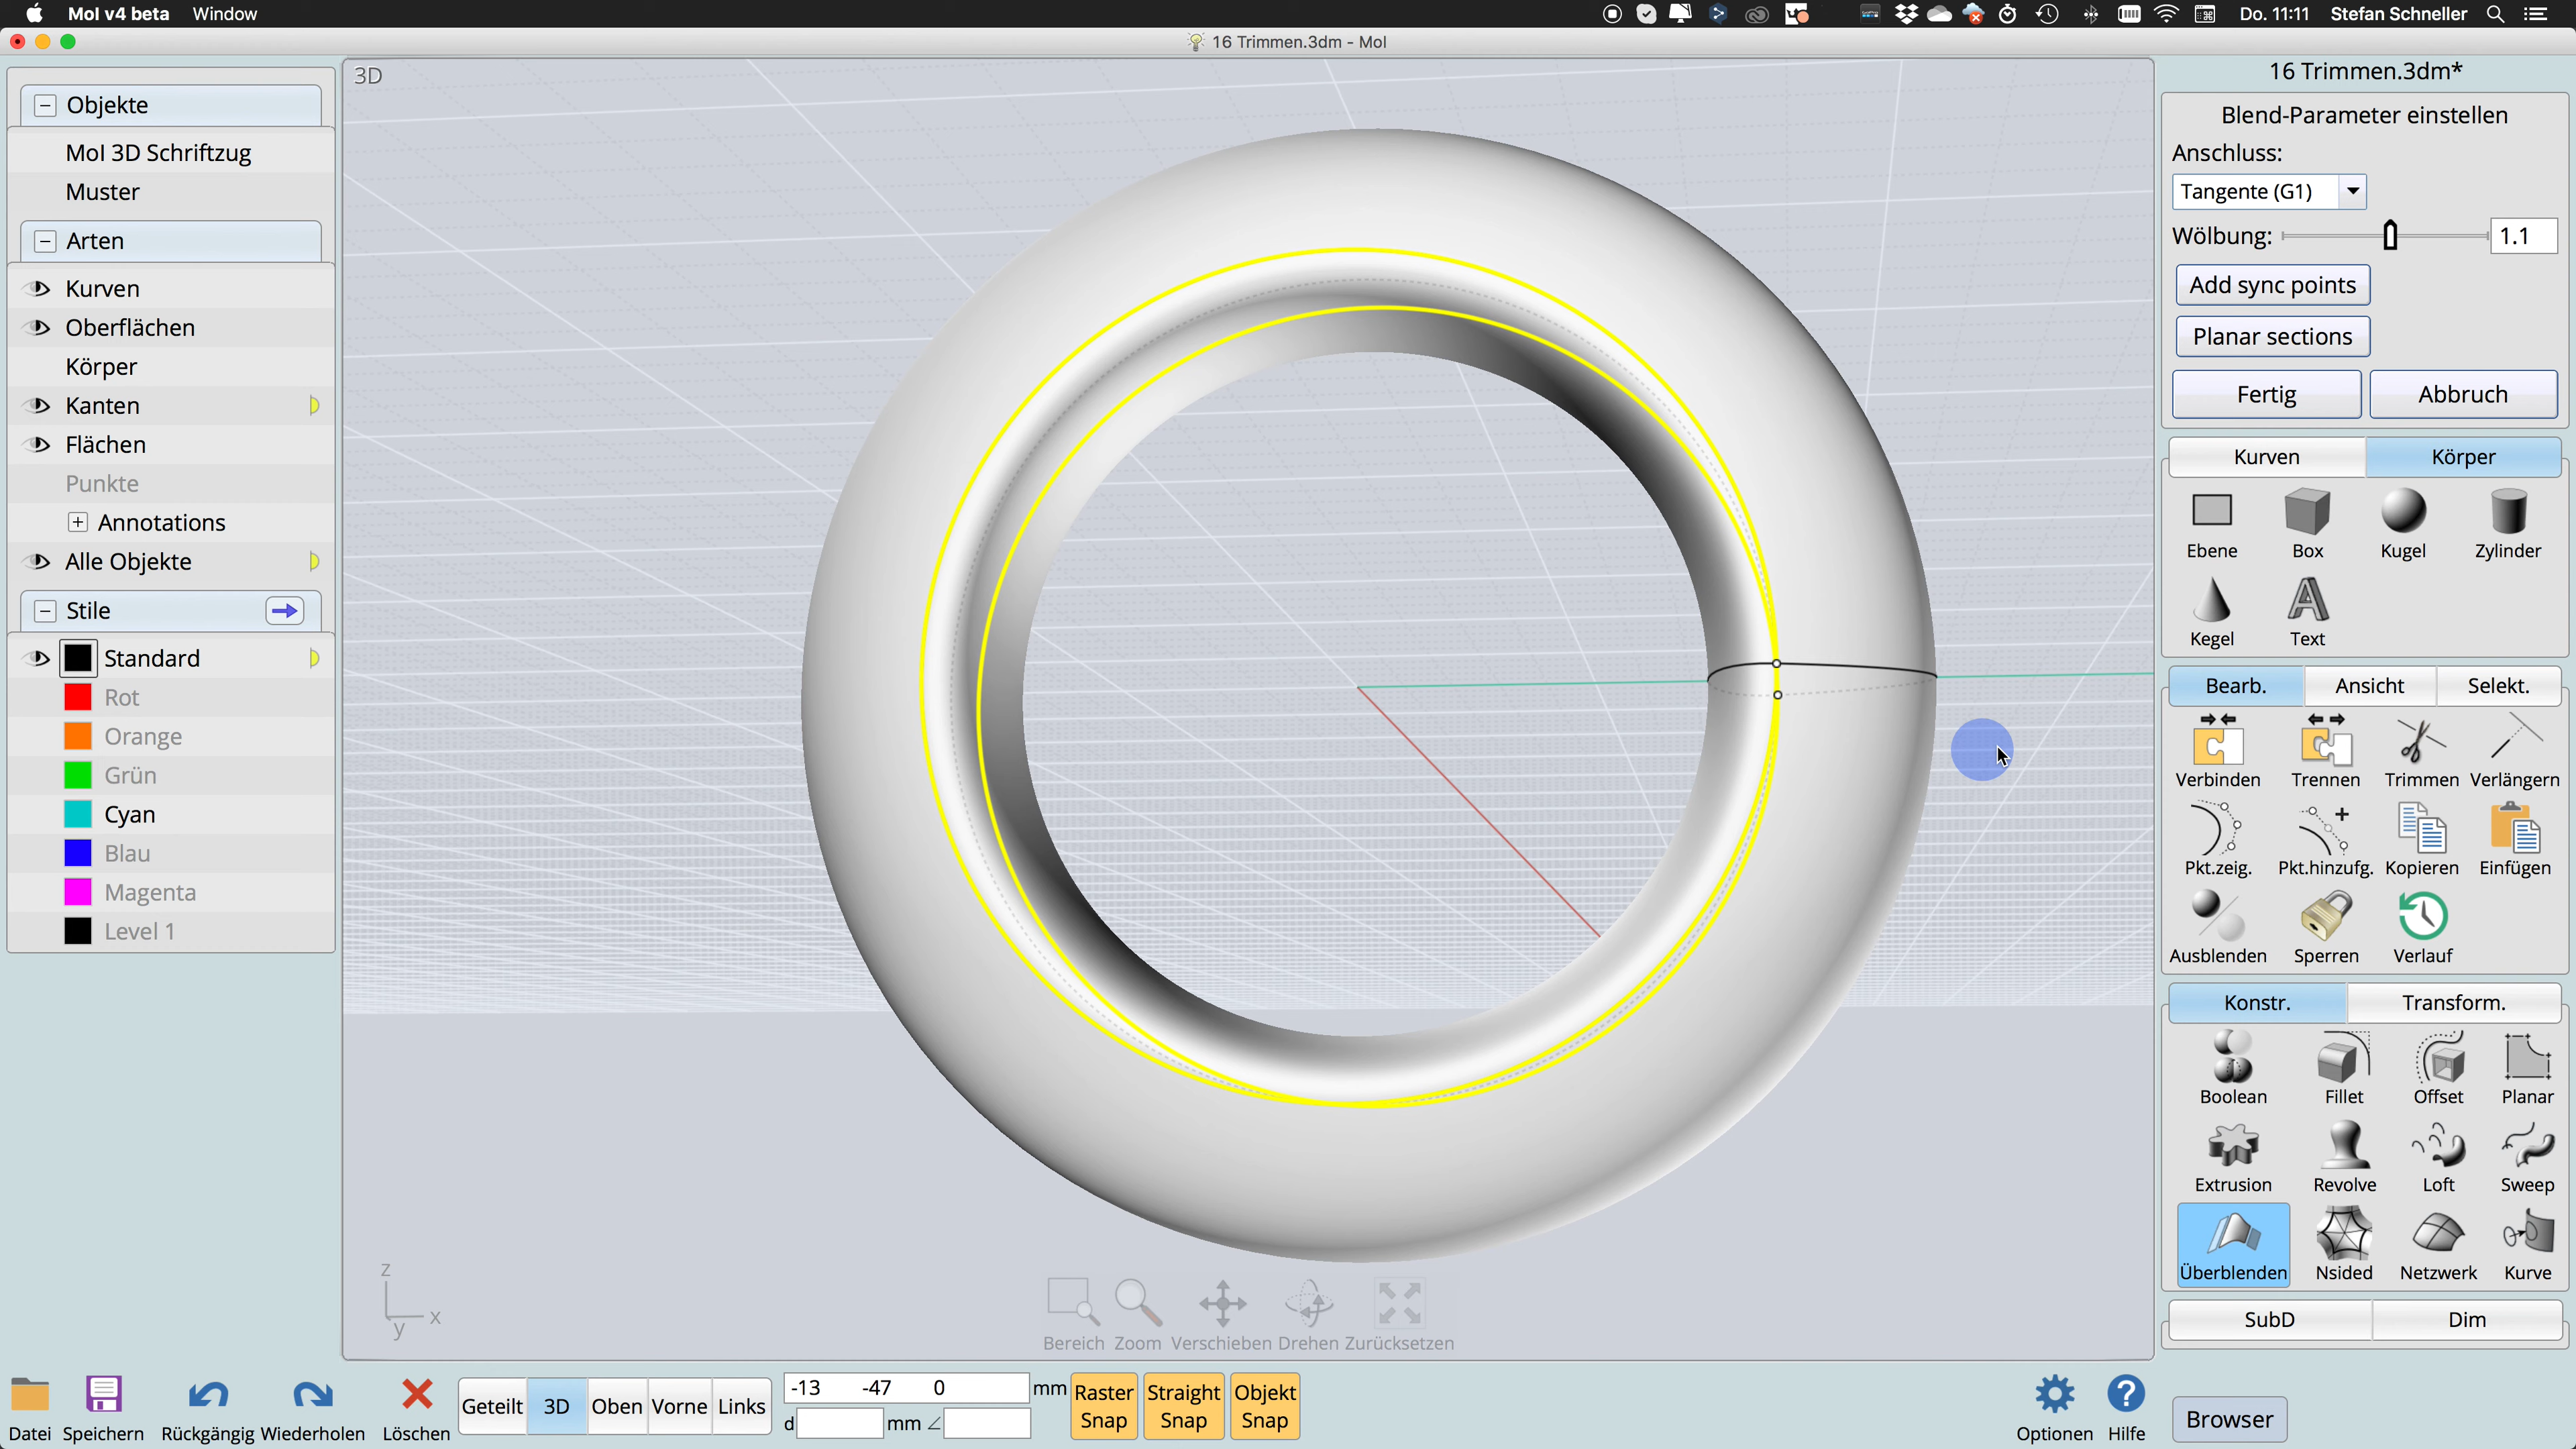 MoI v4 beta Window
Do. 11:11 Stefan Schneller
16 Trimmen.3dm - MoI
3D
Objekte
MoI 3D Schriftzug
Muster
Arten
Kurven
Oberflächen
Körper
Kanten
Flächen
Punkte
Annotations
Alle Objekte
Stile
Standard
Rot
Orange
Grün
Cyan
Blau
Magenta
Level 1
z
x
y
Bereich Zoom Verschieben Drehen Zurücksetzen
16 Trimmen.3dm*
Blend-Parameter einstellen
Anschluss:
Tangente (G1)
Wölbung: 1.1
Add sync points
Planar sections
Fertig Abbruch
Kurven Körper
Ebene Box Kugel Zylinder
Kegel Text
Bearb. Ansicht Selekt.
Verbinden Trennen Trimmen Verlängern
Pkt.zeig. Pkt.hinzufg. Kopieren Einfügen
Ausblenden Sperren Verlauf
Konstr. Transform.
Boolean Fillet Offset Planar
Extrusion Revolve Loft Sweep
Überblenden Nsided Netzwerk Kurve
SubD Dim
Datei Speichern Rückgängig Wiederholen Löschen
Geteilt 3D Oben Vorne Links
-13 -47 0 mm
d mm
Raster Snap
Straight Snap
Objekt Snap
Optionen Hilfe
Browser